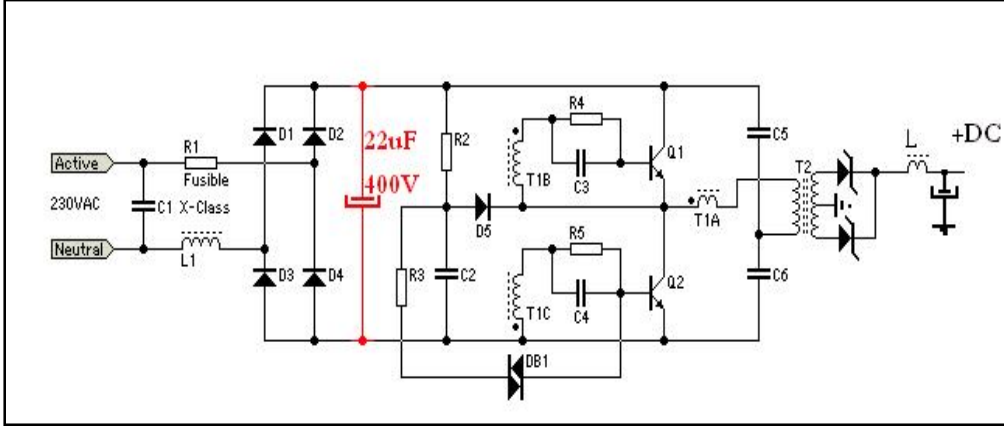 Active
R1
Fusible
230VAC
C1 X-Class
Neutral
L1
D1
D2
D3
D4
22uF
400V
R2
R3
C2
D5
T1B
R4
C3
Q1
T1A
T1C
R5
C4
Q2
DB1
C5
C6
T2
L
+DC